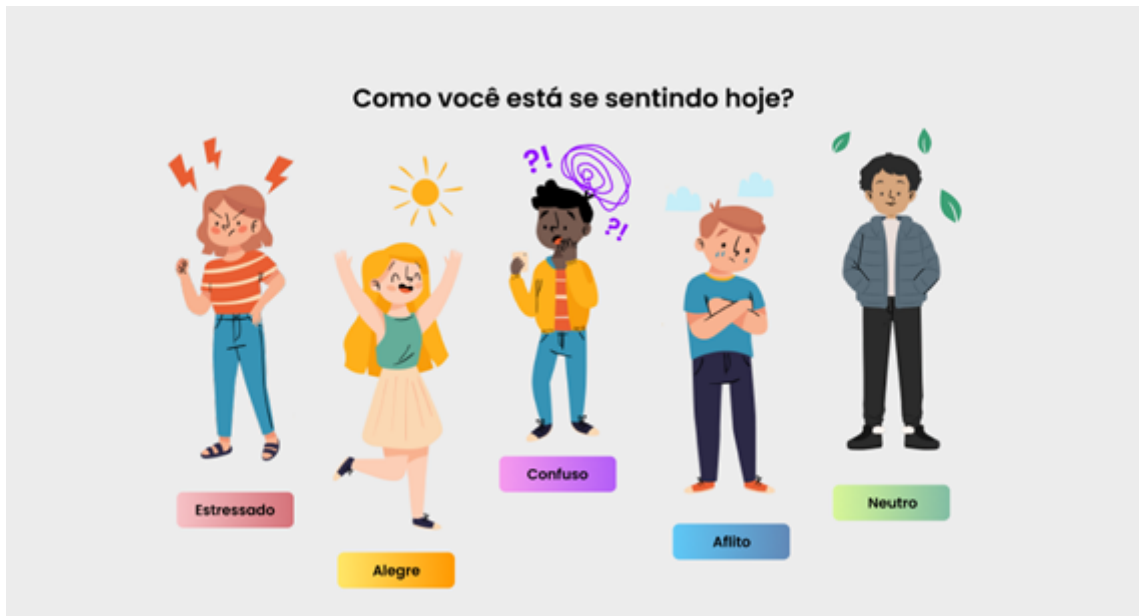 Como você está se sentindo hoje?
?!
?!
Estressado
Alegre
Confuso
Aflito
Neutro